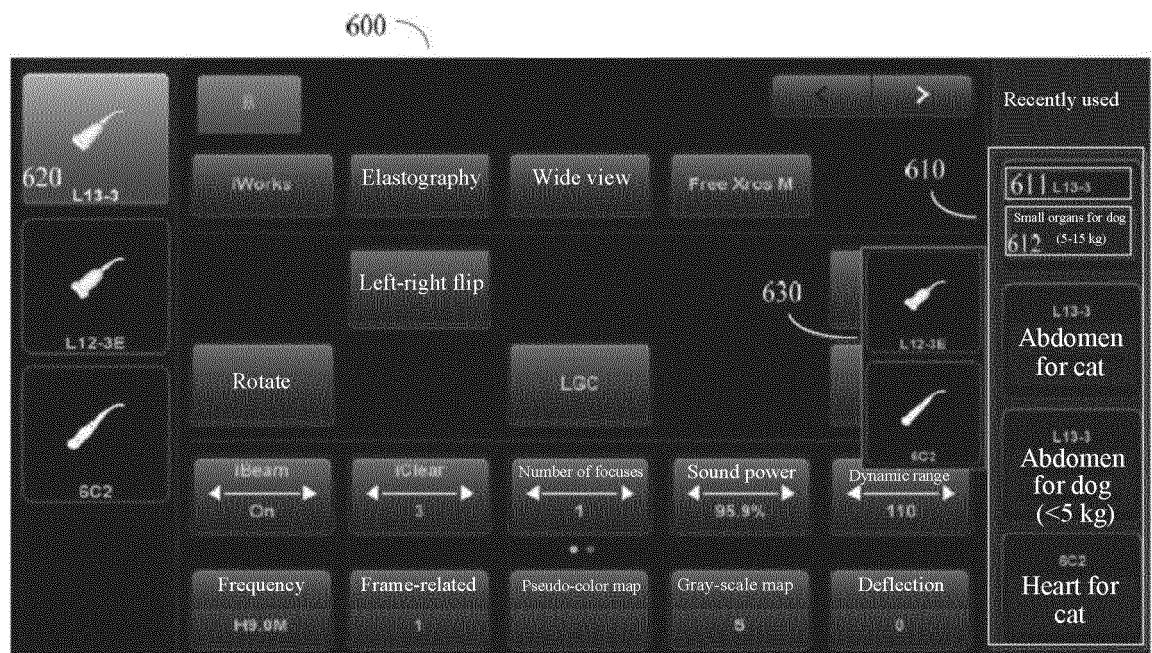 600
B
Recently used
620
L13-3
iWorks
Elastography
Wide view
Free Xros M
610
611 L13-3
Small organs for dog
612 (5-15 kg)
Left-right flip
630
L12-3E
L12-3E
L13-3
Abdomen
for cat
Rotate
LGC
6C2
6C2
L13-3
Abdomen
for dog
(<5 kg)
iBeam
On
iClear
3
Number of focuses
1
Sound power
95.9%
Dynamic range
110
6C2
Heart for
cat
Frequency
H9.0M
Frame-related
1
Pseudo-color map
Gray-scale map
5
Deflection
0